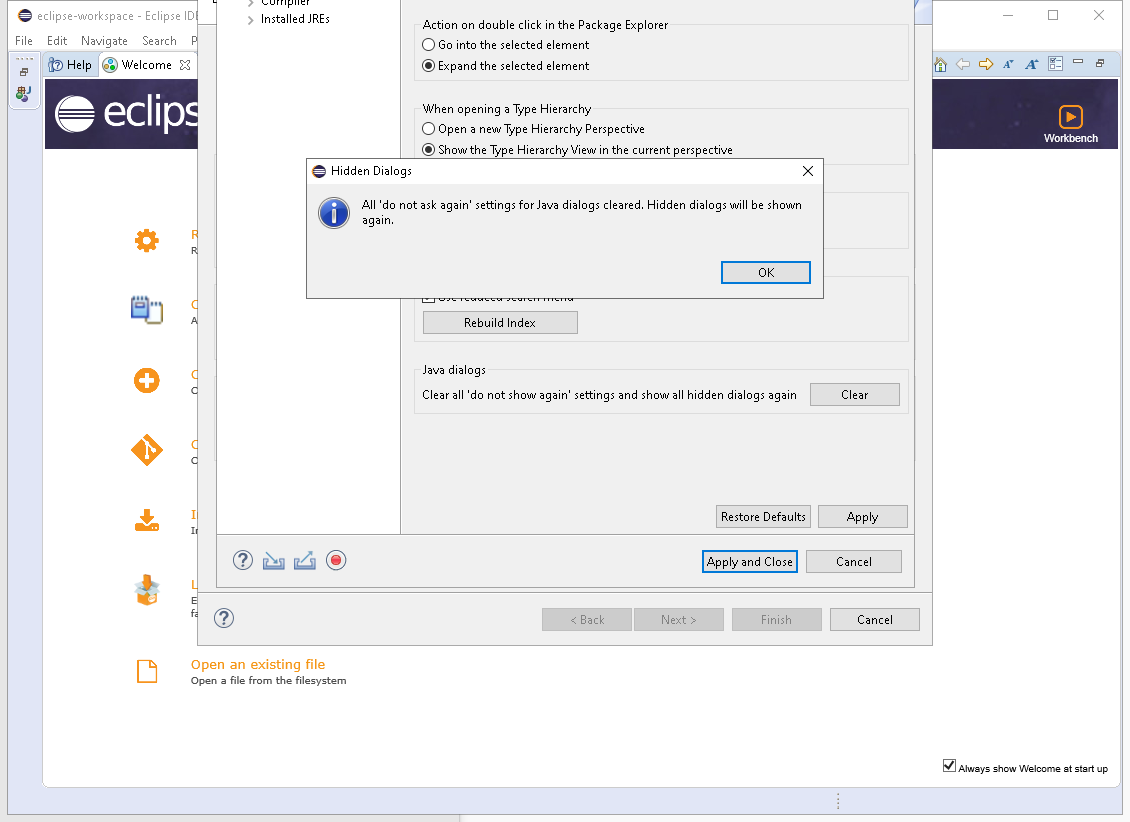 eclipse-workspace - Eclipse IDE
File Edit Navigate Search P
Help Welcome
eclips
Workbench
Open an existing file
Open a file from the filesystem
Always show Welcome at start up
Compiler
Installed JREs
Action on double click in the Package Explorer
Go into the selected element
Expand the selected element
When opening a Type Hierarchy
Open a new Type Hierarchy Perspective
Show the Type Hierarchy View in the current perspective
Hidden Dialogs
All 'do not ask again' settings for Java dialogs cleared. Hidden dialogs will be shown
again.
OK
Use reduced search menu
Rebuild Index
Java dialogs
Clear all 'do not show again' settings and show all hidden dialogs again
Clear
Restore Defaults
Apply
Apply and Close
Cancel
< Back
Next >
Finish
Cancel